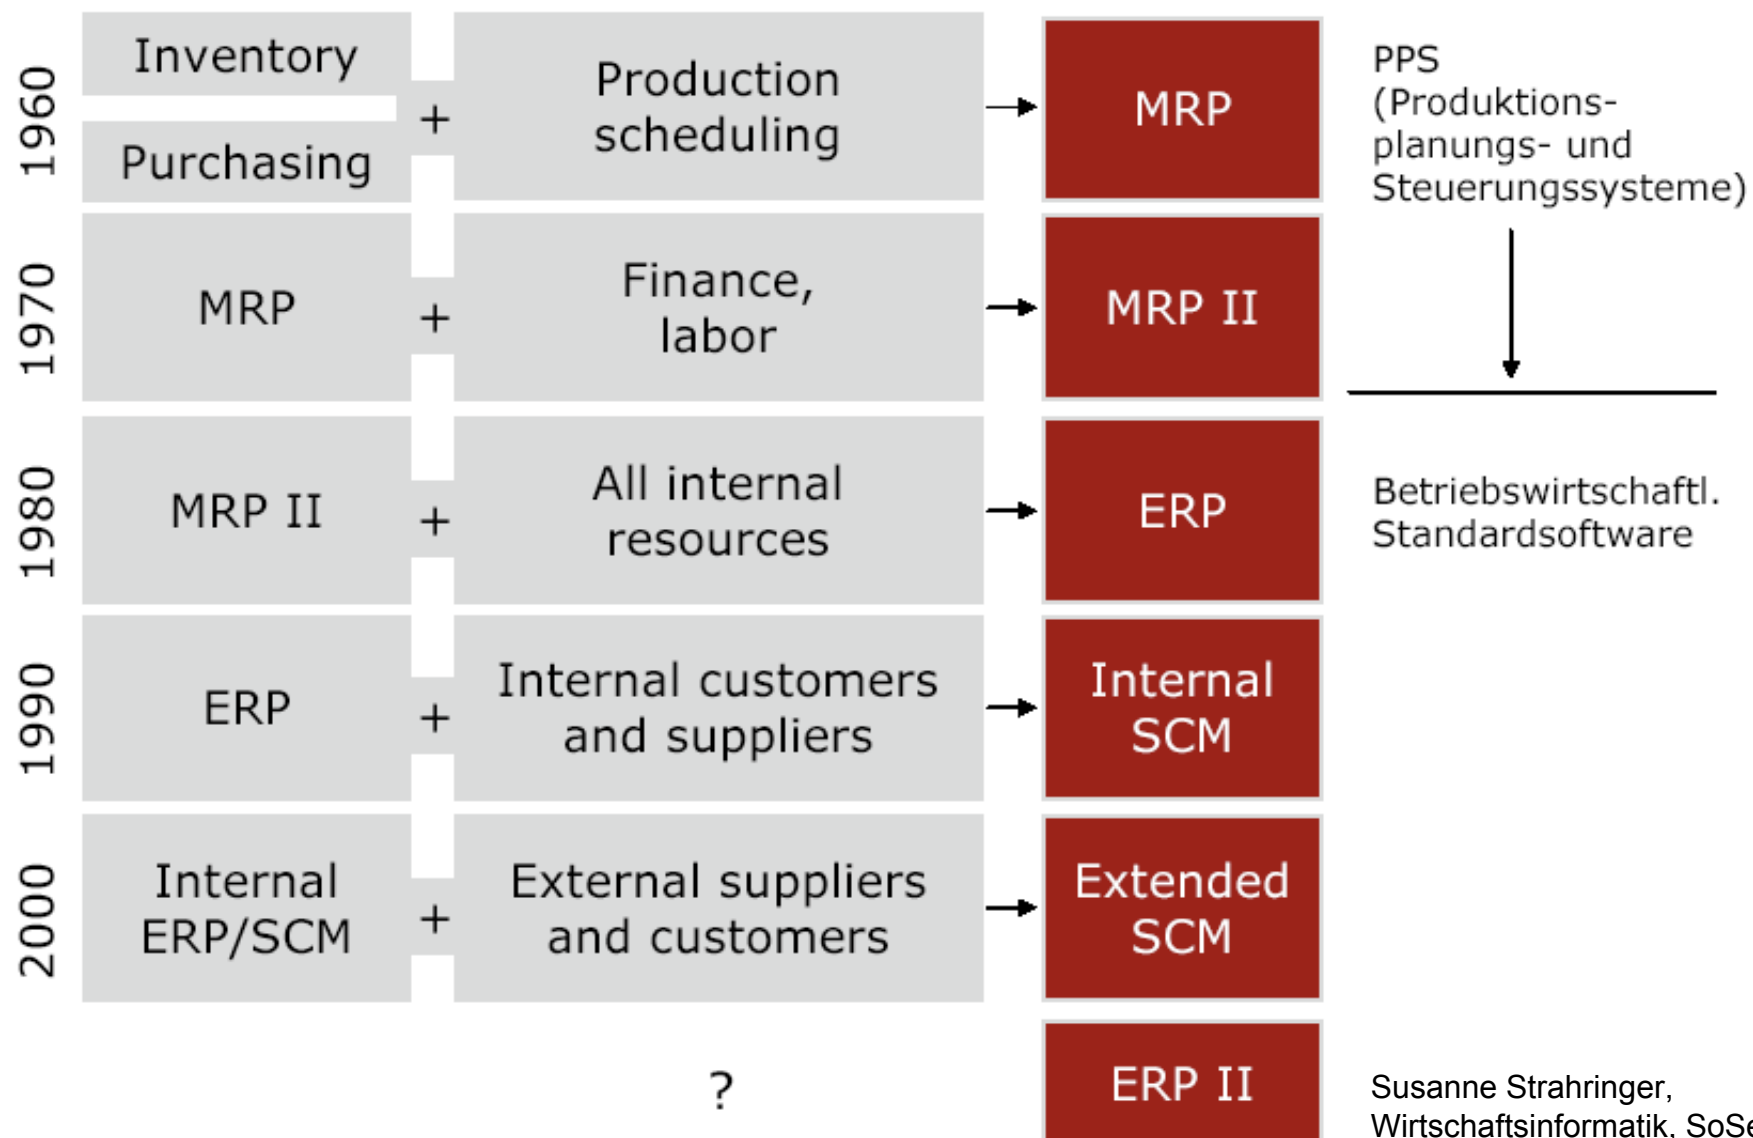 1960
Inventory
Purchasing
+
Production
scheduling
MRP
PPS
(Produktions-
planungs- und
Steuerungssysteme)
1970
MRP
+
Finance,
labor
MRP II
1980
MRP II
+
All internal
resources
ERP
Betriebswirtschaftl.
Standardsoftware
1990
ERP
+
Internal customers
and suppliers
Internal
SCM
2000
Internal
ERP/SCM
+
External suppliers
and customers
Extended
SCM
?
ERP II
Susanne Strahringer,
Wirtschaftsinformatik, SoSe